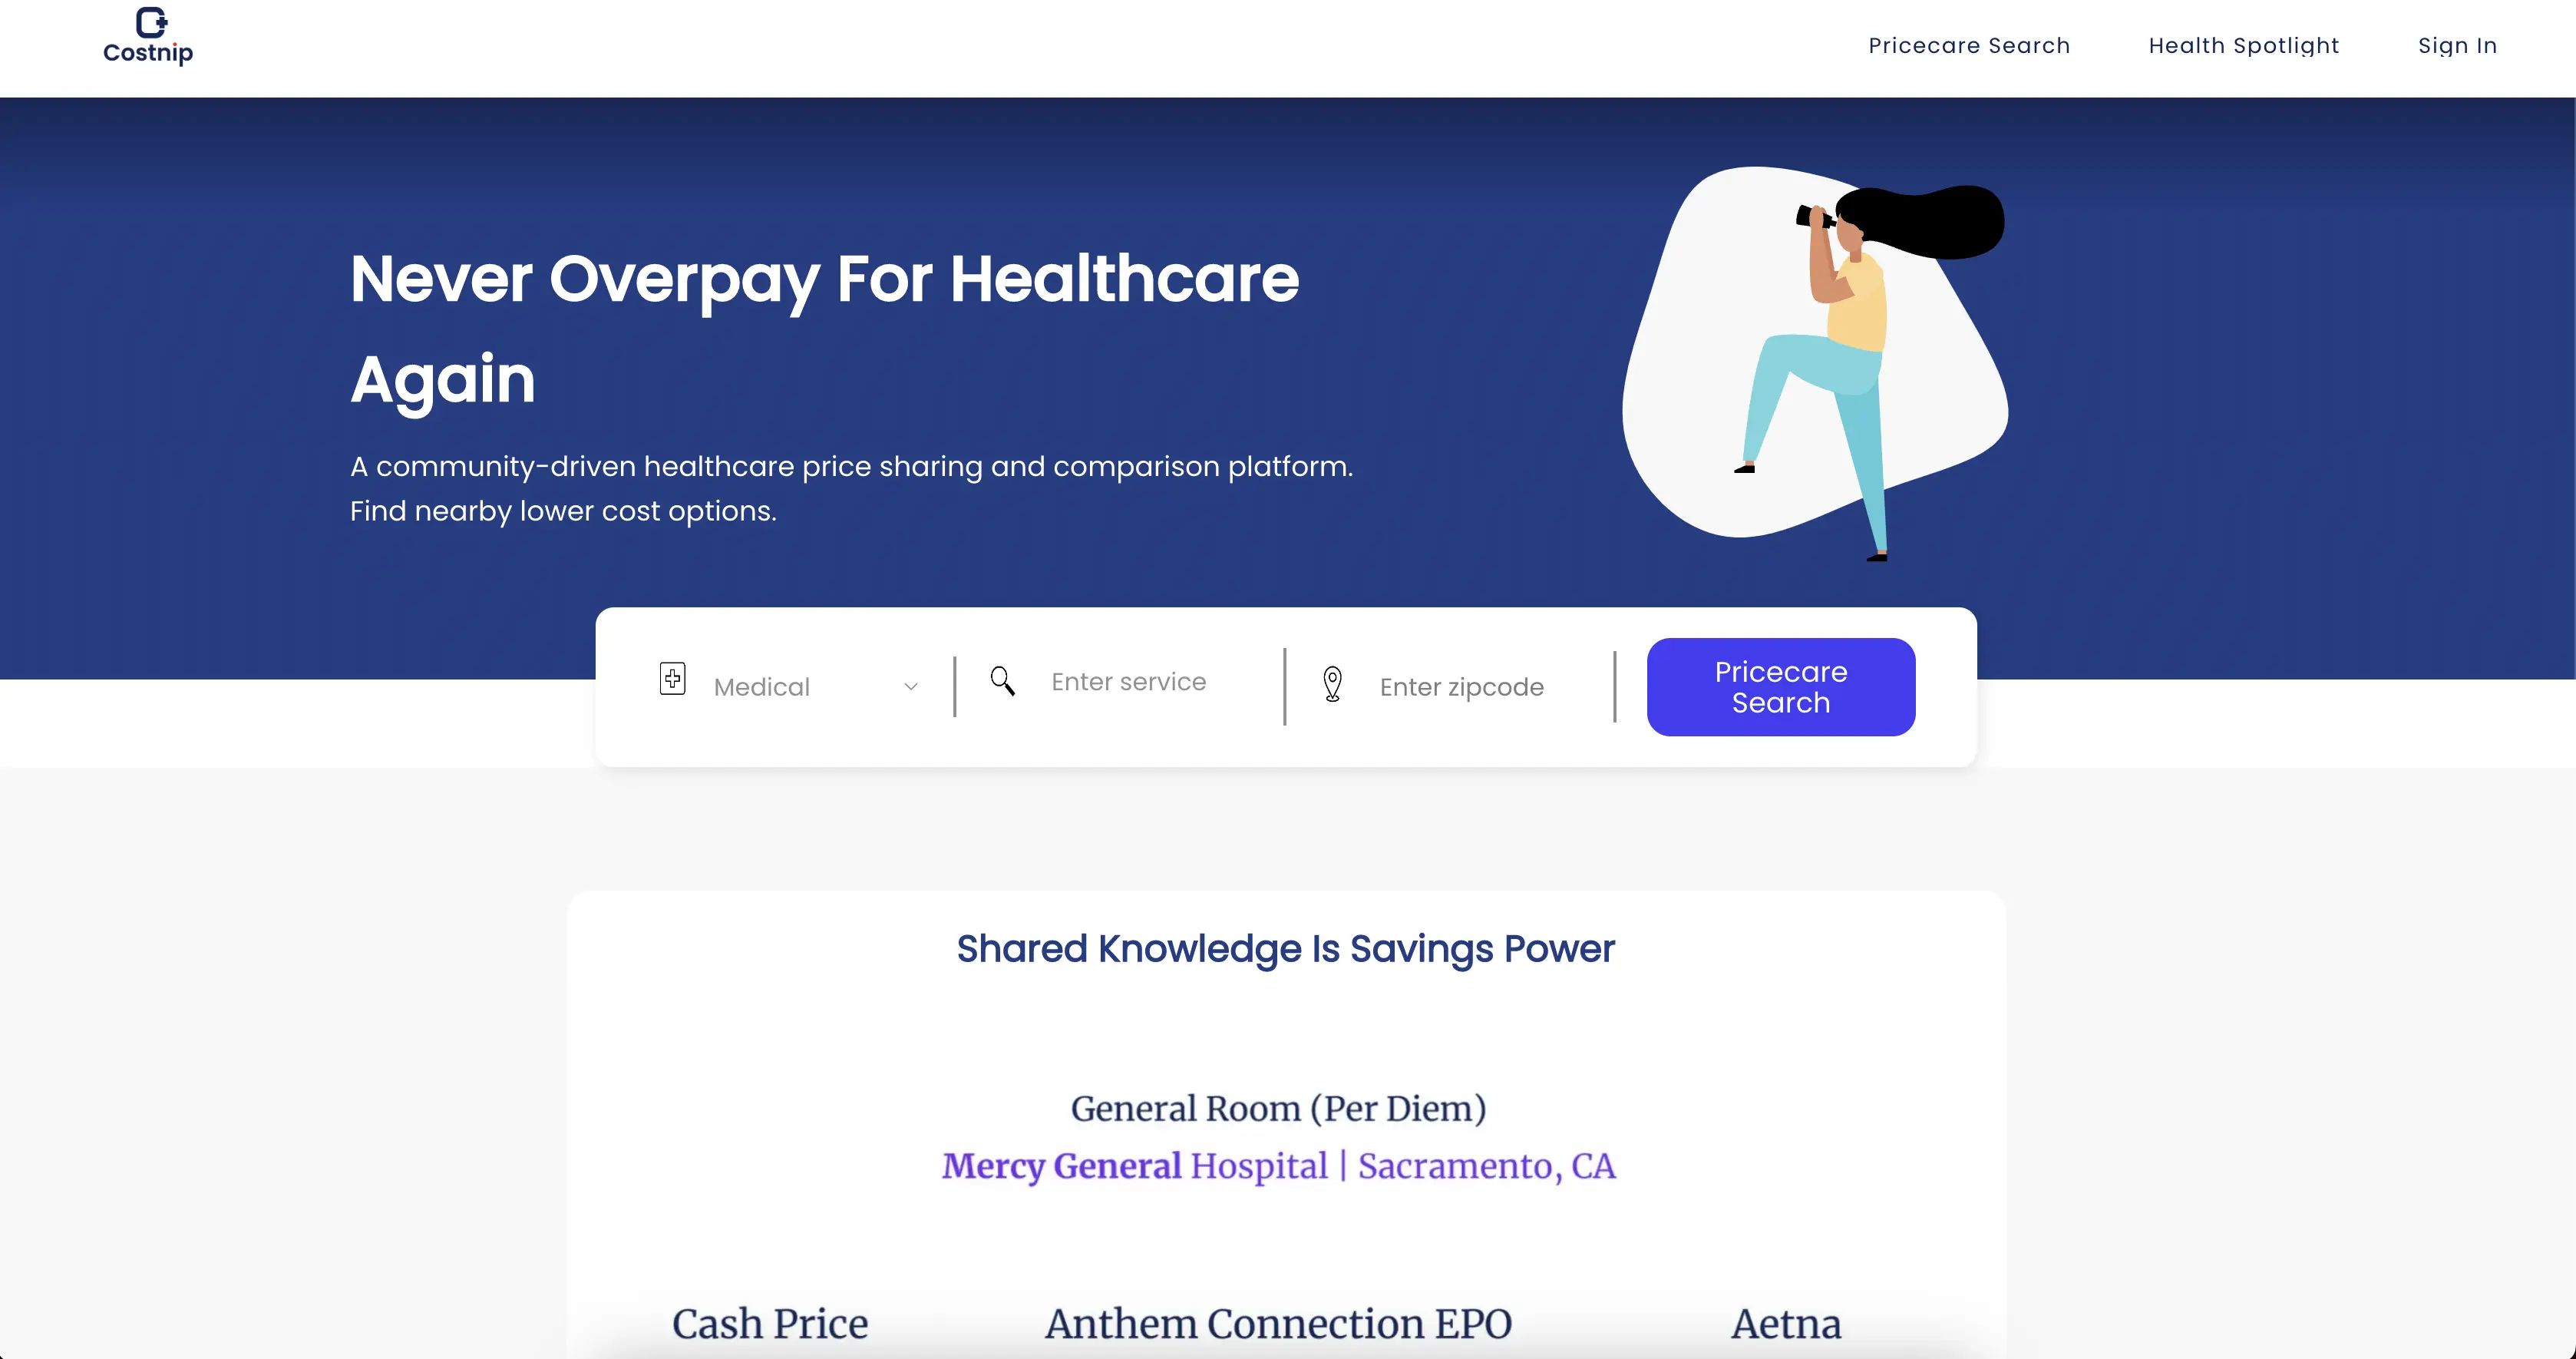 Costnip
Pricecare Search
Health Spotlight
Sign In
Never Overpay For Healthcare
Again
A community-driven healthcare price sharing and comparison platform.
Find nearby lower cost options.
Medical
Enter service
Enter zipcode
Pricecare
Search
Shared Knowledge Is Savings Power
General Room (Per Diem)
Mercy General Hospital | Sacramento, CA
Cash Price
Anthem Connection EPO
Aetna